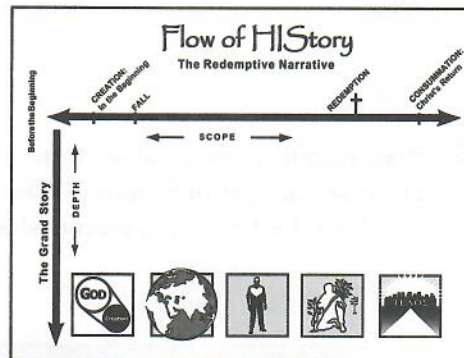 Flow of HIStory
The Redemptive Narrative
Before the Beginning
CREATION:
In the Beginning
FALL
REDEMPTION
CONSUMMATION:
Christ's Return
SCOPE
DEPTH
The Grand Story
GOD
Creation